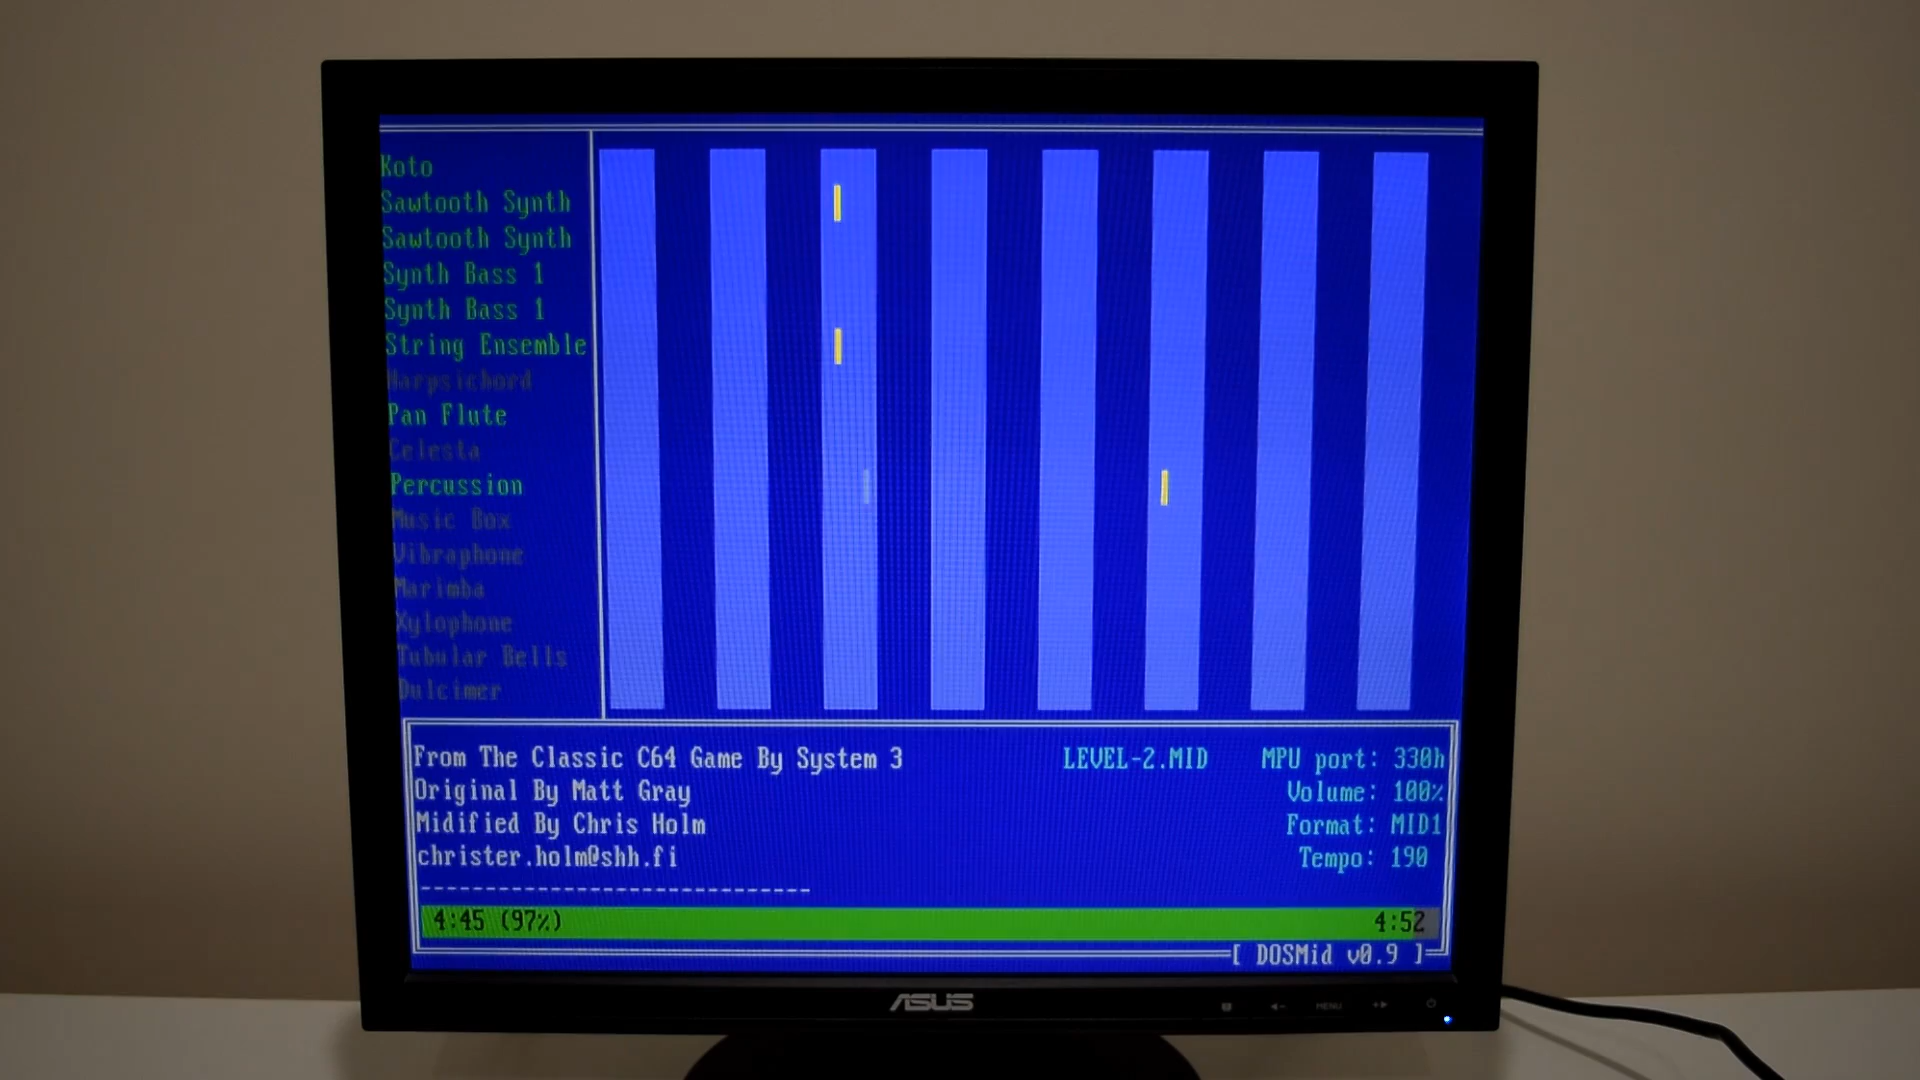 Koto
Sawtooth Synth
Sawtooth Synth
Synth Bass 1
Synth Bass 1
String Ensemble
Harpsichord
Pan Flute
Celesta
Percussion
Music Box
Vibraphone
Marimba
Xylophone
Tubular Bells
Dulcimer
From The Classic C64 Game By System 3 LEVEL-2.MID MPU port: 330h
Original By Matt Gray Volume: 100%
Midified By Chris Holm Format: MID1
christer.holm@shh.fi Tempo: 190
------------------------------
4:45 (97%) 4:52
[ DOSMid v0.9 ]
ASUS
MENU